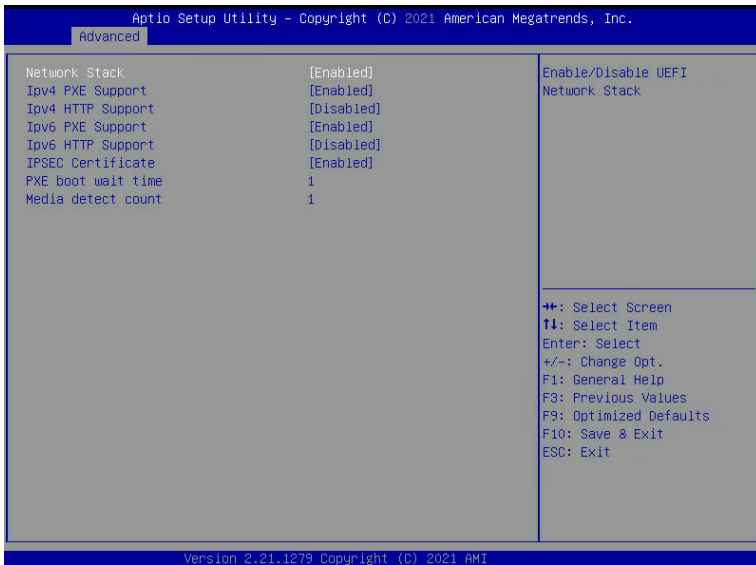 Aptio Setup Utility – Copyright (C) 2021 American Megatrends, Inc.
Advanced
Network Stack [Enabled]
Ipv4 PXE Support [Enabled]
Ipv4 HTTP Support [Disabled]
Ipv6 PXE Support [Enabled]
Ipv6 HTTP Support [Disabled]
IPSEC Certificate [Enabled]
PXE boot wait time 1
Media detect count 1
Enable/Disable UEFI
Network Stack
→←: Select Screen
↑↓: Select Item
Enter: Select
+/-: Change Opt.
F1: General Help
F3: Previous Values
F9: Optimized Defaults
F10: Save & Exit
ESC: Exit
Version 2.21.1279 Copyright (C) 2021 AMI